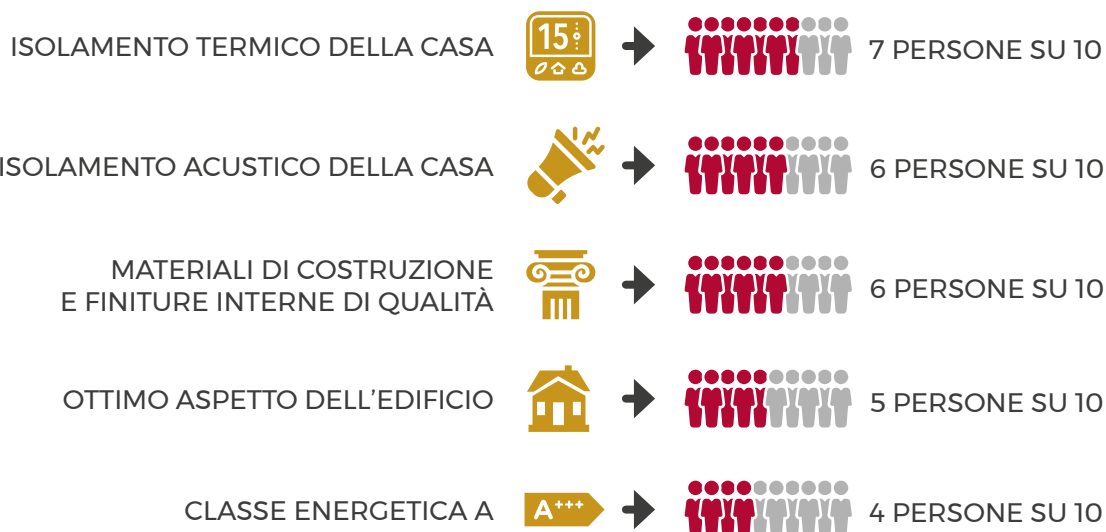 ISOLAMENTO TERMICO DELLA CASA
15
7 PERSONE SU 10
ISOLAMENTO ACUSTICO DELLA CASA
6 PERSONE SU 10
MATERIALI DI COSTRUZIONE
E FINITURE INTERNE DI QUALITÀ
6 PERSONE SU 10
OTTIMO ASPETTO DELL'EDIFICIO
5 PERSONE SU 10
CLASSE ENERGETICA A
A+++
4 PERSONE SU 10